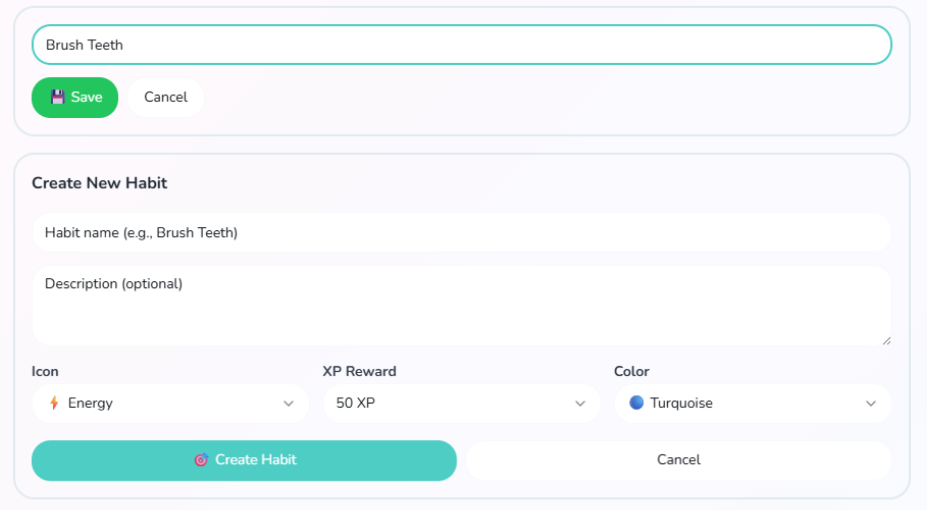 Brush Teeth
💾 Save Cancel
Create New Habit
Habit name (e.g., Brush Teeth)
Description (optional)
Icon XP Reward Color
⚡ Energy 50 XP 🔵 Turquoise
🎯 Create Habit Cancel